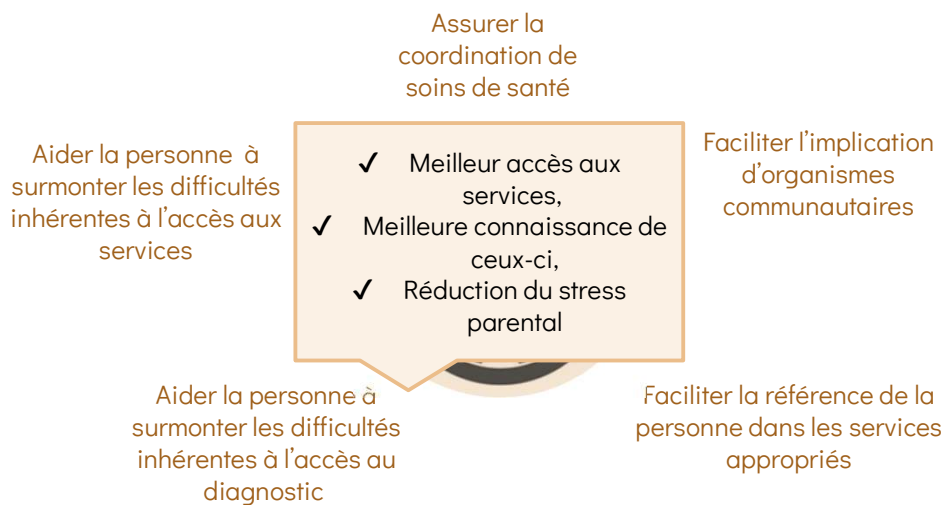 Assurer la
coordination de
soins de santé
Aider la personne à
surmonter les difficultés
inhérentes à l’accès aux
services
✓ Meilleur accès aux
services,
✓ Meilleure connaissance de
ceux-ci,
✓ Réduction du stress
parental
Faciliter l’implication
d’organismes
communautaires
Aider la personne à
surmonter les difficultés
inhérentes à l’accès au
diagnostic
Faciliter la référence de la
personne dans les services
appropriés